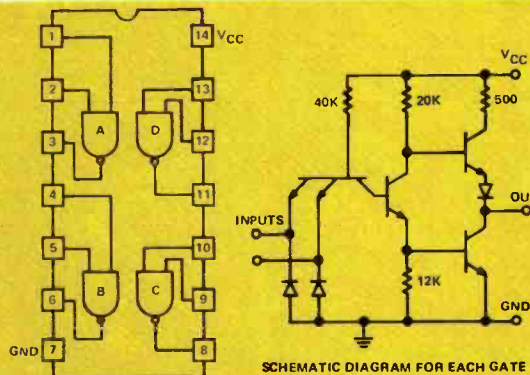 1
2
3
4
5
6
GND 7
14 VCC
13
12
11
10
9
8
A
D
B
C
VCC
40K
20K
500
INPUTS
OU
12K
GND
SCHEMATIC DIAGRAM FOR EACH GATE